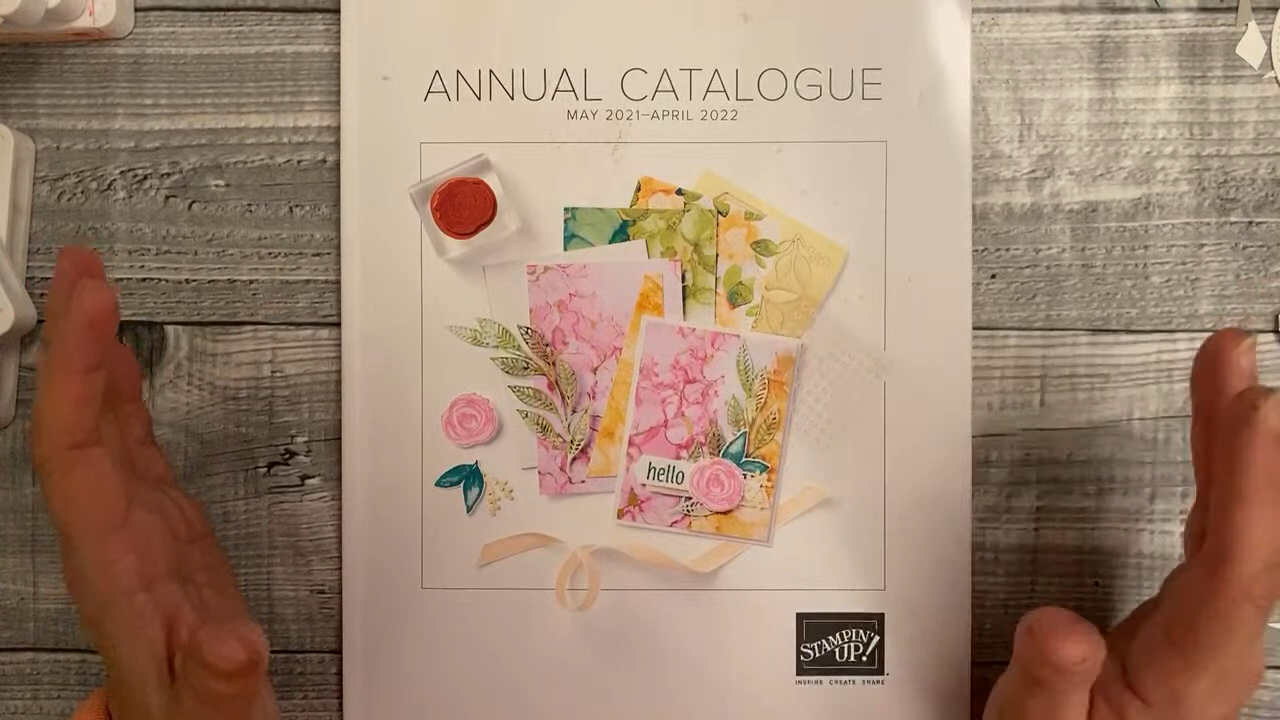 ANNUAL CATALOGUE
MAY 2021–APRIL 2022
hello
STAMPIN'
UP!
INSPIRE CREATE SHARE